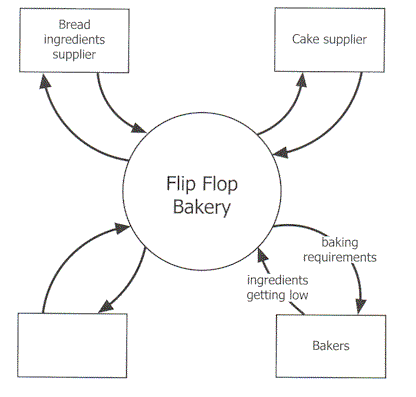 Bread
ingredients
supplier
Cake supplier
Flip Flop
Bakery
baking
requirements
ingredients
getting low
Bakers